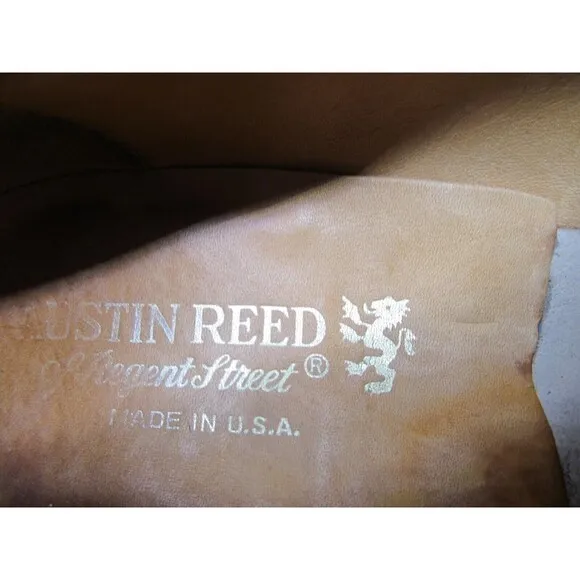 AUSTIN REED
of Regent Street ®
MADE IN U.S.A.